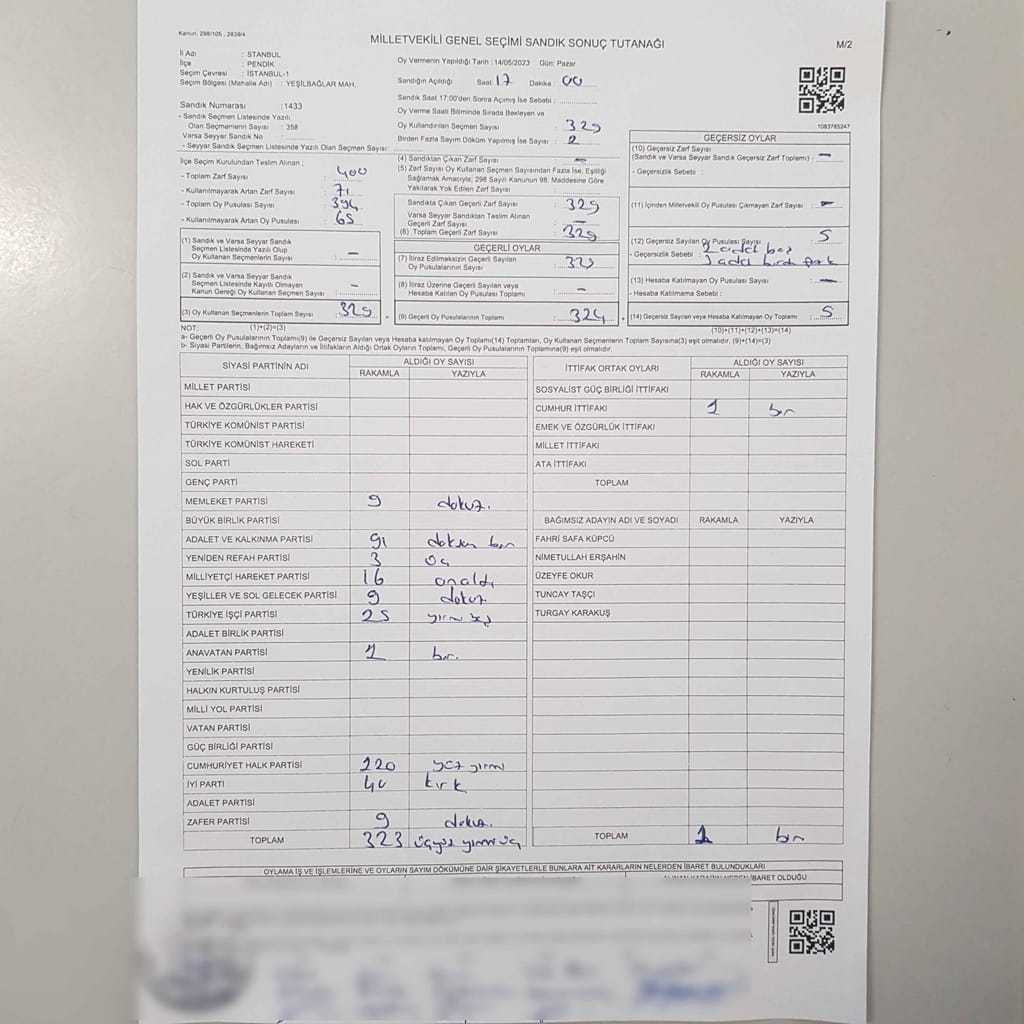 Kanun; 298/105 , 2839/4
MİLLETVEKİLİ GENEL SEÇİMİ SANDIK SONUÇ TUTANAĞI
M/2
İl Adı : STANBUL
İlçe : PENDİK
Seçim Çevresi : İSTANBUL-1
Seçim Bölgesi (Mahalle Adı) : YEŞİLBAĞLAR MAH.
Sandık Numarası :1433
- Sandık Seçmen Listesinde Yazılı
Olan Seçmenlerin Sayısı : 358
Varsa Seyyar Sandık No :
- Seyyar Sandık Seçmen Listesinde Yazılı Olan Seçmen Sayısı:
İlçe Seçim Kurulundan Teslim Alınan ;
- Toplam Zarf Sayısı : 400
- Kullanılmayarak Artan Zarf Sayısı : 71
- Toplam Oy Pusulası Sayısı : 394
- Kullanılmayarak Artan Oy Pusulası : 65
(1) Sandık ve Varsa Seyyar Sandık
Seçmen Listesinde Yazılı Olup
Oy Kullanan Seçmenlerin Sayısı : -
(2) Sandık ve Varsa Seyyar Sandık
Seçmen Listesinde Kayıtlı Olmayan
Kanun Gereği Oy Kullanan Seçmen Sayısı : -
(3) Oy Kullanan Seçmenlerin Toplam Sayısı : 329
Oy Vermenin Yapıldığı Tarih : 14/05/2023 Gün: Pazar
Sandığın Açıldığı Saat: 17 Dakika : 00
Sandık Saat 17:00'den Sonra Açımış İse Sebebi :
Oy Verme Saati Bitiminde Sırada Bekleyen ve
Oy Kullandırılan Seçmen Sayısı : 329
Birden Fazla Sayım Döküm Yapılmış İse Sayısı : 2
(4) Sandıktan Çıkan Zarf Sayısı : -
(5) Zarf Sayısı Oy Kullanan Seçmen Sayısından Fazla İse, Eşitliği
Sağlamak Amacıyla; 298 Sayılı Kanunun 98. Maddesine Göre
Yakılarak Yok Edilen Zarf Sayısı :
Sandıkta Çıkan Geçerli Zarf Sayısı : 329
Varsa Seyyar Sandıktan Teslim Alınan
Geçerli Zarf Sayısı : -
(6) Toplam Geçerli Zarf Sayısı : 329
GEÇERLİ OYLAR
(7) İtiraz Edilmeksizin Geçerli Sayılan
Oy Pusulalarının Sayısı : 323
(8) İtiraz Üzerine Geçerli Sayılan veya
Hesaba Katılan Oy Pusulası Toplamı : -
(9) Geçerli Oy Pusulalarının Toplamı : 324
1083785247
GEÇERSİZ OYLAR
(10) Geçersiz Zarf Sayısı
(Sandık ve Varsa Seyyar Sandık Geçersiz Zarf Toplamı) : -
- Geçersizlik Sebebi :
(11) İçinden Miletvekili Oy Pusulası Çıkmayan Zarf Sayısı : -
(12) Geçersiz Sayılan Oy Pusulası Sayısı : 5
- Geçersizlik Sebebi : 2 adet boş
3 adet birden fazla
(13) Hesaba Katılmayan Oy Pusulası Sayısı : -
- Hesaba Katılmama Sebebi :
(14) Geçersiz Sayılan veya Hesaba Katılmayan Oy Toplamı : 5
NOT: (1)+(2)=(3)
(10)+(11)+(12)+(13)=(14)
a- Geçerli Oy Pusulalarının Toplamı(9) ile Geçersiz Sayılan veya Hesaba katılmayan Oy Toplamı(14) Toplamları, Oy Kullanan Seçmenlerin Toplam Sayısına(3) eşit olmalıdır, (9)+(14)=(3)
b- Siyasi Partilerin, Bağımsız Adayların ve İttifakların Aldığı Ortak Oyların Toplamı, Geçerli Oy Pusulalarının Toplamına(9) eşit olmalıdır.
SİYASİ PARTİNİN ADI ALDIĞI OY SAYISI
RAKAMLA YAZIYLA
MİLLET PARTİSİ
HAK VE ÖZGÜRLÜKLER PARTİSİ
TÜRKİYE KOMÜNİST PARTİSİ
TÜRKİYE KOMÜNİST HAREKETİ
SOL PARTİ
GENÇ PARTİ
MEMLEKET PARTİSİ 9 dokuz.
BÜYÜK BİRLİK PARTİSİ
ADALET VE KALKINMA PARTİSİ 91 doksan bir
YENİDEN REFAH PARTİSİ 3 üç
MİLLİYETÇİ HAREKET PARTİSİ 16 onaltı
YEŞİLLER VE SOL GELECEK PARTİSİ 9 dokuz
TÜRKİYE İŞÇİ PARTİSİ 25 yirmi beş
ADALET BİRLİK PARTİSİ
ANAVATAN PARTİSİ 1 bir.
YENİLİK PARTİSİ
HALKIN KURTULUŞ PARTİSİ
MİLLİ YOL PARTİSİ
VATAN PARTİSİ
GÜÇ BİRLİĞİ PARTİSİ
CUMHURİYET HALK PARTİSİ 120 yüz yirmi
İYİ PARTİ 40 kırk
ADALET PARTİSİ
ZAFER PARTİSİ 9 dokuz.
TOPLAM 323 üçyüz yirmi üç
İTTİFAK ORTAK OYLARI ALDIĞI OY SAYISI
RAKAMLA YAZIYLA
SOSYALİST GÜÇ BİRLİĞİ İTTİFAKI
CUMHUR İTTİFAKI 1 bir
EMEK VE ÖZGÜRLÜK İTTİFAKI
MİLLET İTTİFAKI
ATA İTTİFAKI
TOPLAM
BAĞIMSIZ ADAYIN ADI VE SOYADI RAKAMLA YAZIYLA
FAHRİ SAFA KÜPCÜ
NİMETULLAH ERŞAHİN
ÜZEYFE OKUR
TUNCAY TAŞÇI
TURGAY KARAKUŞ
TOPLAM 1 bir
OYLAMA İŞ VE İŞLEMLERİNE VE OYLARIN SAYIM DÖKÜMÜNE DAİR ŞİKAYETLERLE BUNLARA AİT KARARLARIN NELERDEN İBARET BULUNDUKLARI
İBARET OLDUĞU